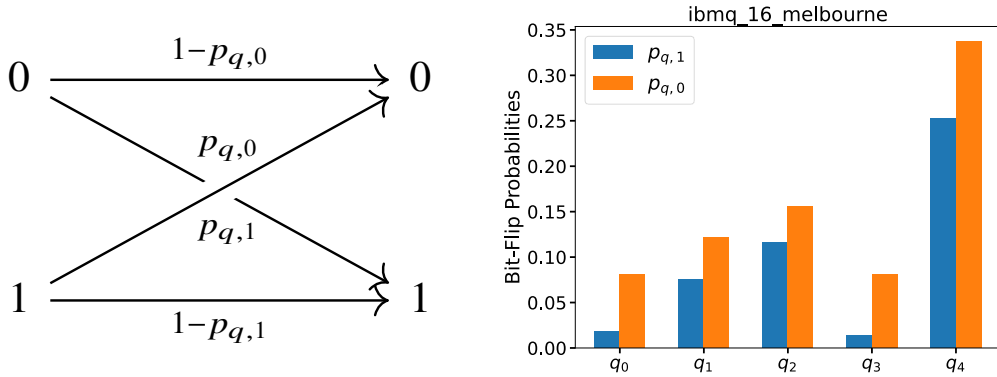 1−p_{q,0}
0 0
p_{q,0}
p_{q,1}
1 1
1−p_{q,1}
ibmq_16_melbourne
p_{q,1}
p_{q,0}
Bit-Flip Probabilities
0.35
0.30
0.25
0.20
0.15
0.10
0.05
0.00
q_0 q_1 q_2 q_3 q_4